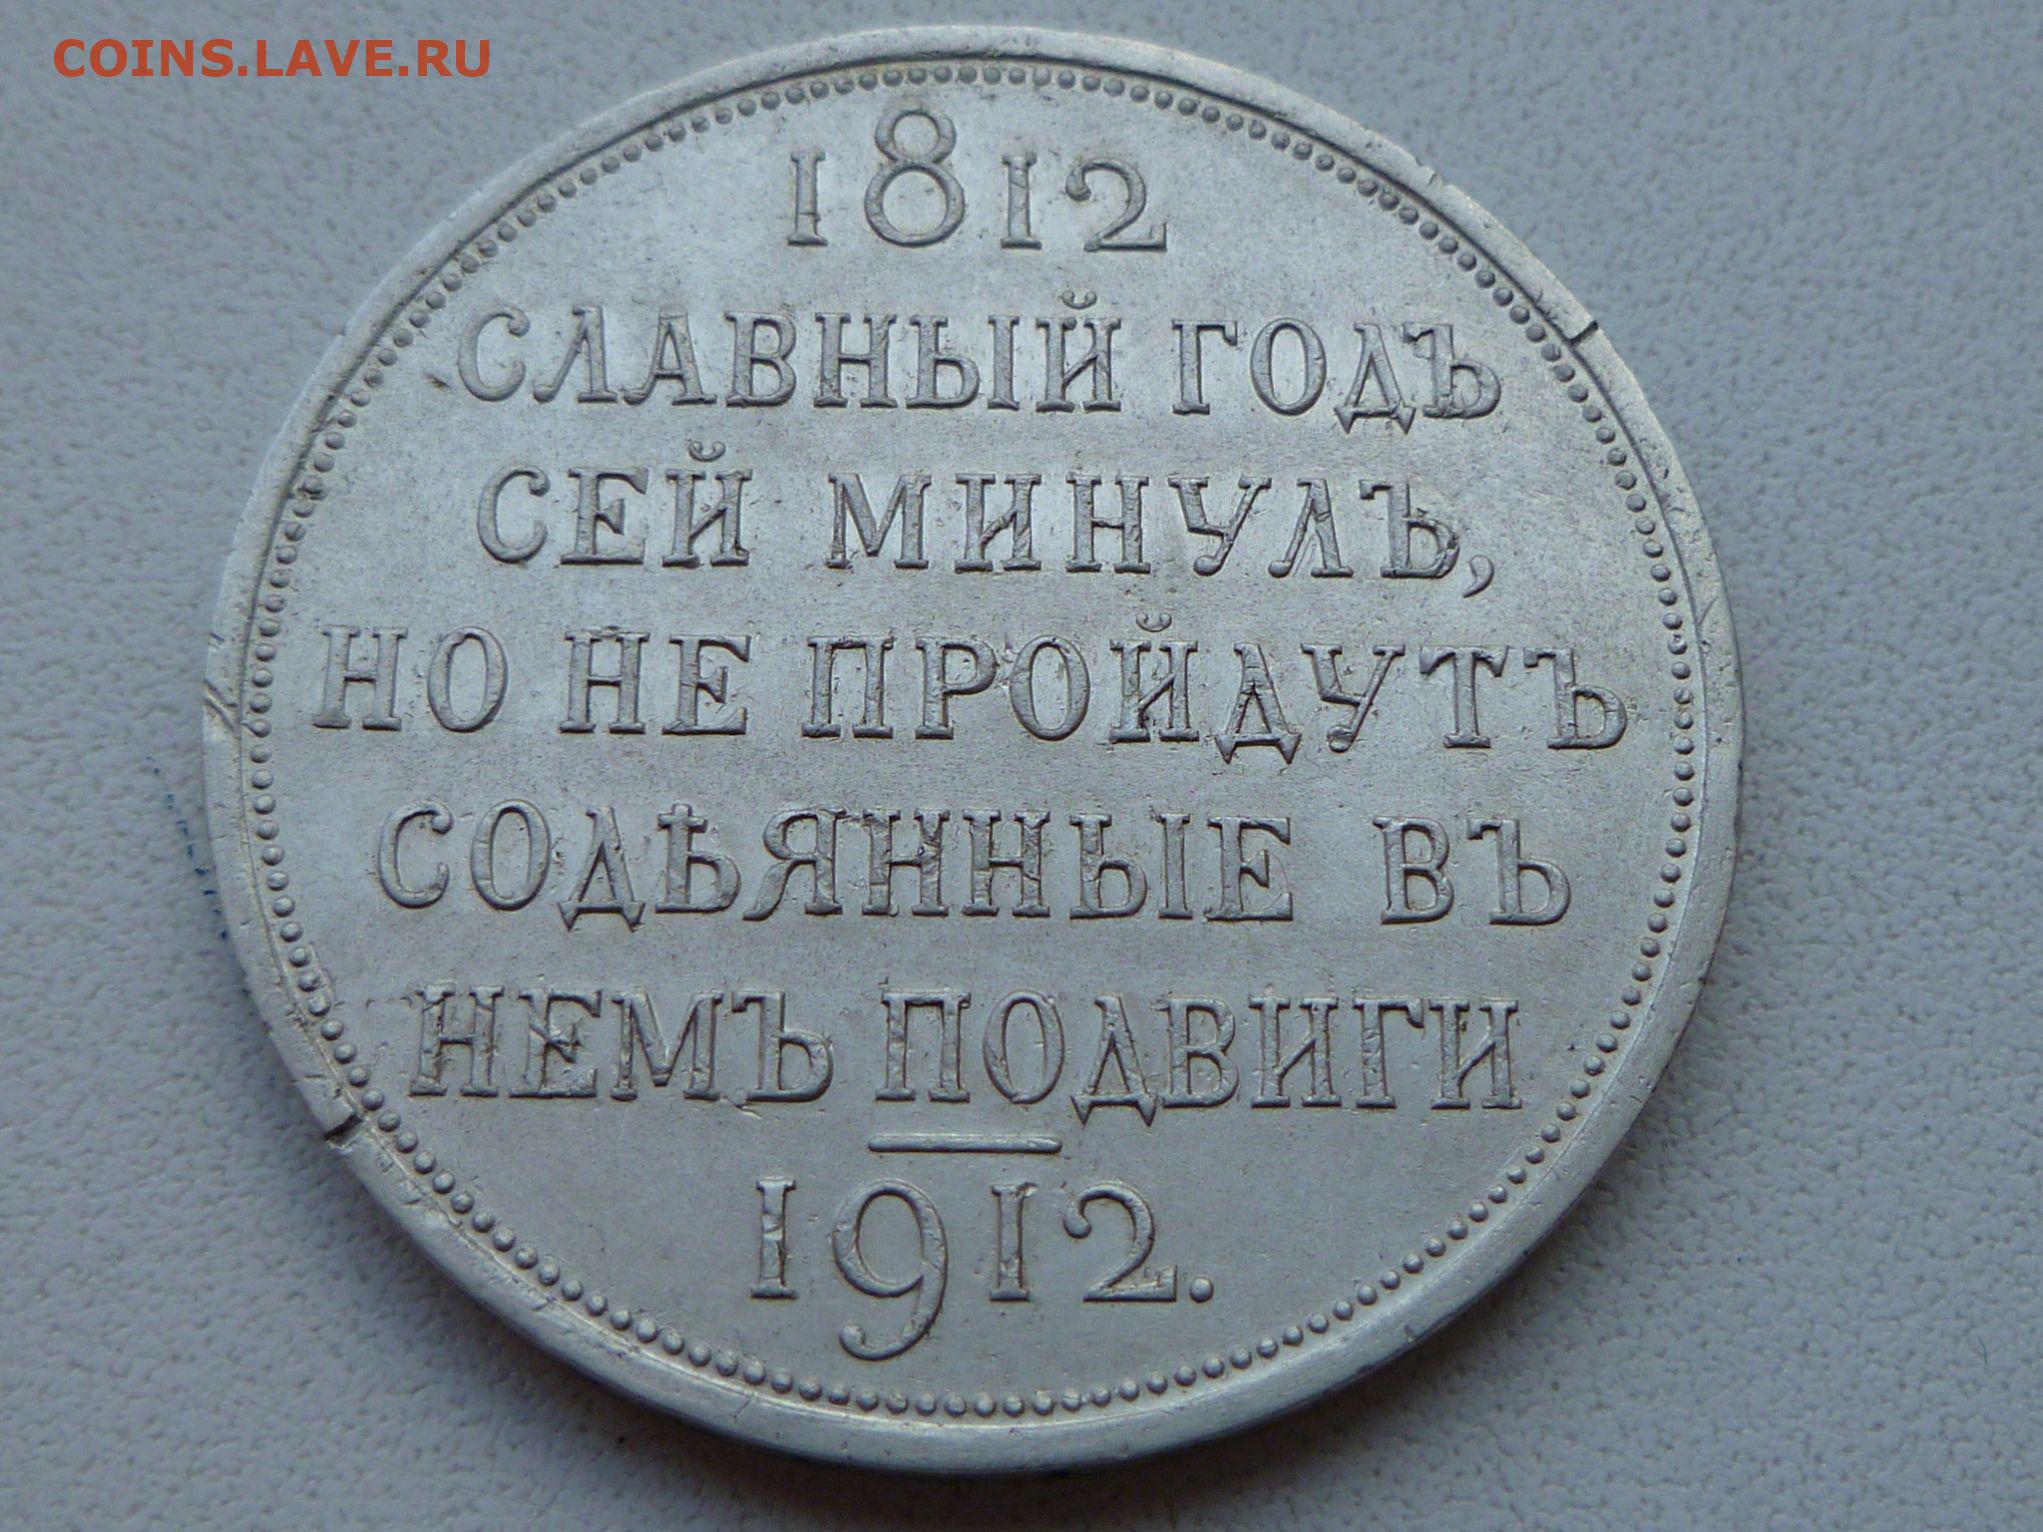 COINS.LAVE.RU
1812
СЛАВНЫЙ ГОДЪ
СЕЙ МИНУЛЪ,
НО НЕ ПРОЙДУТЪ
СОДѢЯННЫЕ ВЪ
НЕМЪ ПОДВИГИ
1912.